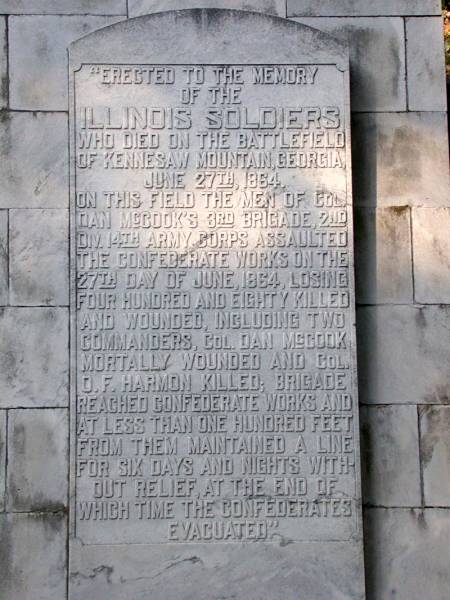 "ERECTED TO THE MEMORY
OF THE
ILLINOIS SOLDIERS
WHO DIED ON THE BATTLEFIELD
OF KENNESAW MOUNTAIN, GEORGIA,
JUNE 27TH, 1864.
ON THIS FIELD THE MEN OF COL.
DAN McCOOK'S 3RD BRIGADE, 2ND
DIV. 14TH ARMY CORPS ASSAULTED
THE CONFEDERATE WORKS ON THE
27TH DAY OF JUNE, 1864, LOSING
FOUR HUNDRED AND EIGHTY KILLED
AND WOUNDED, INCLUDING TWO
COMMANDERS, COL. DAN McCOOK
MORTALLY WOUNDED AND COL.
O. F. HARMON KILLED; BRIGADE
REACHED CONFEDERATE WORKS AND
AT LESS THAN ONE HUNDRED FEET
FROM THEM MAINTAINED A LINE
FOR SIX DAYS AND NIGHTS WITH-
OUT RELIEF, AT THE END OF
WHICH TIME THE CONFEDERATES
EVACUATED"